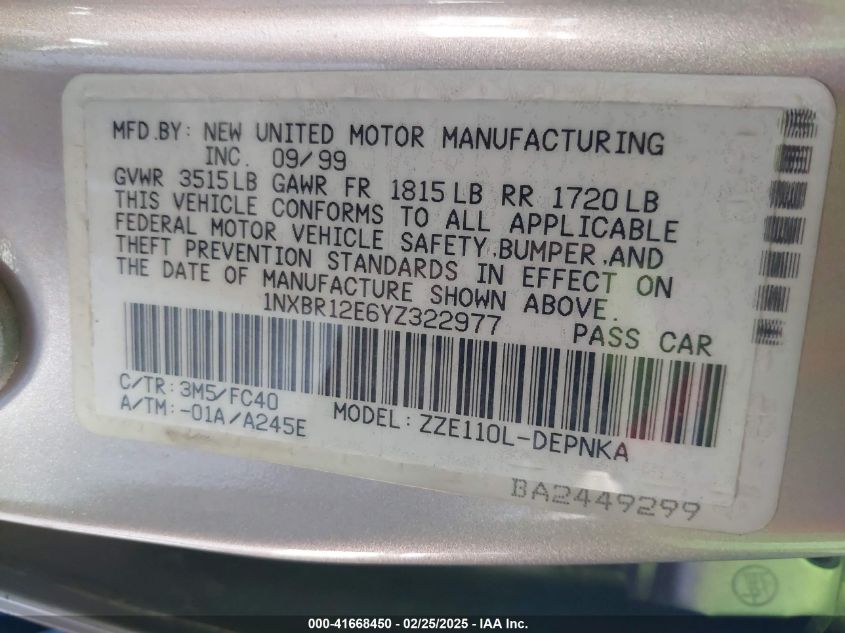 MFD.BY: NEW UNITED MOTOR MANUFACTURING
INC. 09/99
GVWR 3515LB GAWR FR 1815LB RR 1720LB
THIS VEHICLE CONFORMS TO ALL APPLICABLE
FEDERAL MOTOR VEHICLE SAFETY,BUMPER,AND
THEFT PREVENTION STANDARDS IN EFFECT ON
THE DATE OF MANUFACTURE SHOWN ABOVE.
1NXBR12E6YZ322977
PASS CAR
C/TR: 3M5/FC40
A/TM:-01A/A245E
MODEL: ZZE110L-DEPNKA
BA2449299
000-41668450 - 02/25/2025 - IAA Inc.